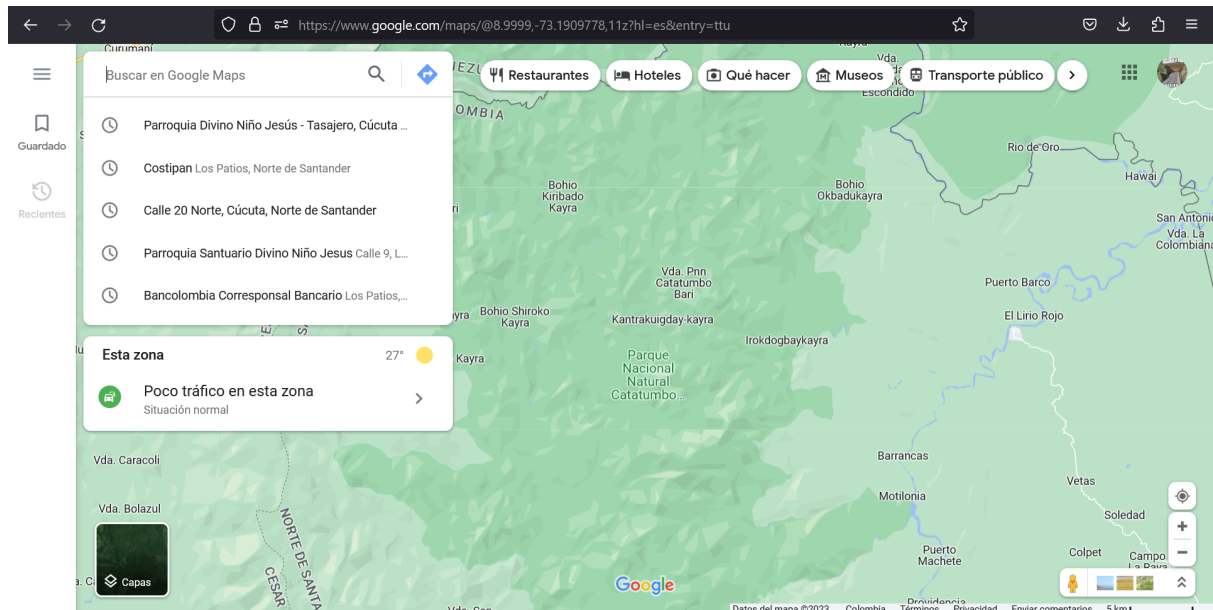 https://www.google.com/maps/@8.9999,-73.1909778,11z?hl=es&entry=ttu
Curumaní
Buscar en Google Maps
Restaurantes
Hoteles
Qué hacer
Museos
Transporte público
Vda.
Escondido
Guardado
Recientes
Parroquia Divino Niño Jesús - Tasajero, Cúcuta ...
Costipan Los Patios, Norte de Santander
Calle 20 Norte, Cúcuta, Norte de Santander
Parroquia Santuario Divino Niño Jesus Calle 9, L...
Bancolombia Corresponsal Bancario Los Patios,...
Esta zona
27°
Poco tráfico en esta zona
Situación normal
OMBIA
Rio de Oro
Hawai
Bohio
Kiribado
Kayra
Bohio
Okbadukayra
San Antonio
Vda. La
Colombiana
Vda. Pnn
Catatumbo
Bari
Puerto Barco
Bohio Shiroko
Kayra
Kantrakuigday-kayra
El Lirio Rojo
Irokdogbaykayra
Kayra
Parque
Nacional
Natural
Catatumbo...
Vda. Caracoli
Barrancas
Vetas
Motilonia
Vda. Bolazul
Soledad
NORTE DE SANTA
CESAR
Puerto
Machete
Colpet
Campo
La Raya
Capas
Google
Providencia
Vda. San
Datos del mapa ©2023 Colombia Términos Privacidad Enviar comentarios 5 km